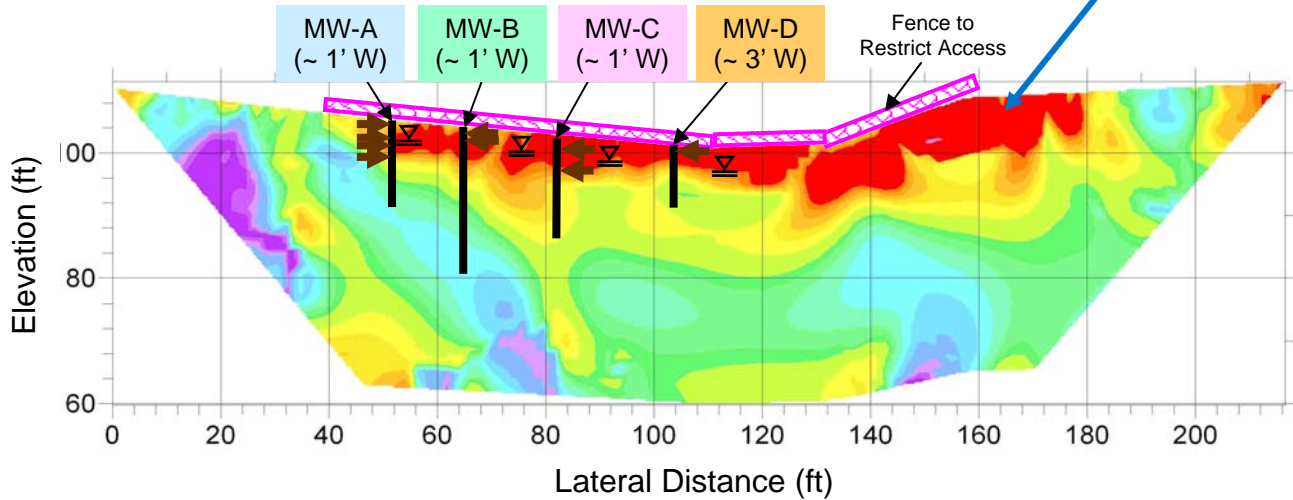 MW-A
(~ 1’ W)
MW-B
(~ 1’ W)
MW-C
(~ 1’ W)
MW-D
(~ 3’ W)
Fence to
Restrict Access
Elevation (ft)
00
80
60
0
20
40
60
80
100
120
140
160
180
200
Lateral Distance (ft)